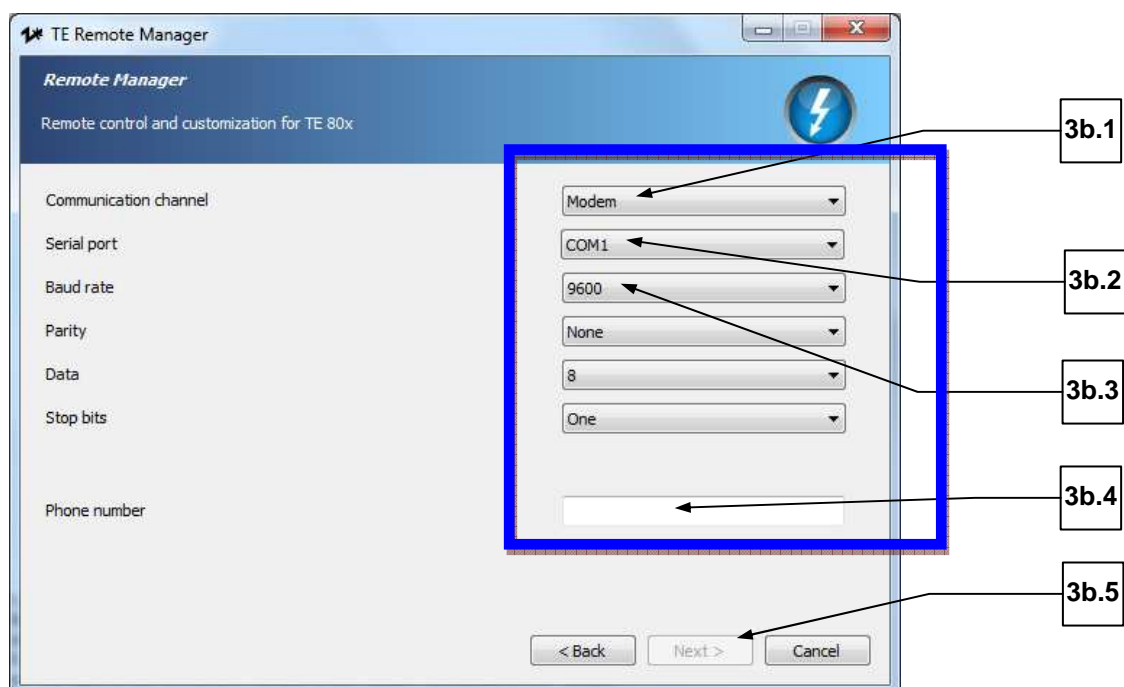 TE Remote Manager
Remote Manager
Remote control and customization for TE 80x
3b.1
Communication channel Modem
Serial port COM1
3b.2
Baud rate 9600
Parity None
Data 8
3b.3
Stop bits One
3b.4
Phone number
3b.5
< Back Next > Cancel